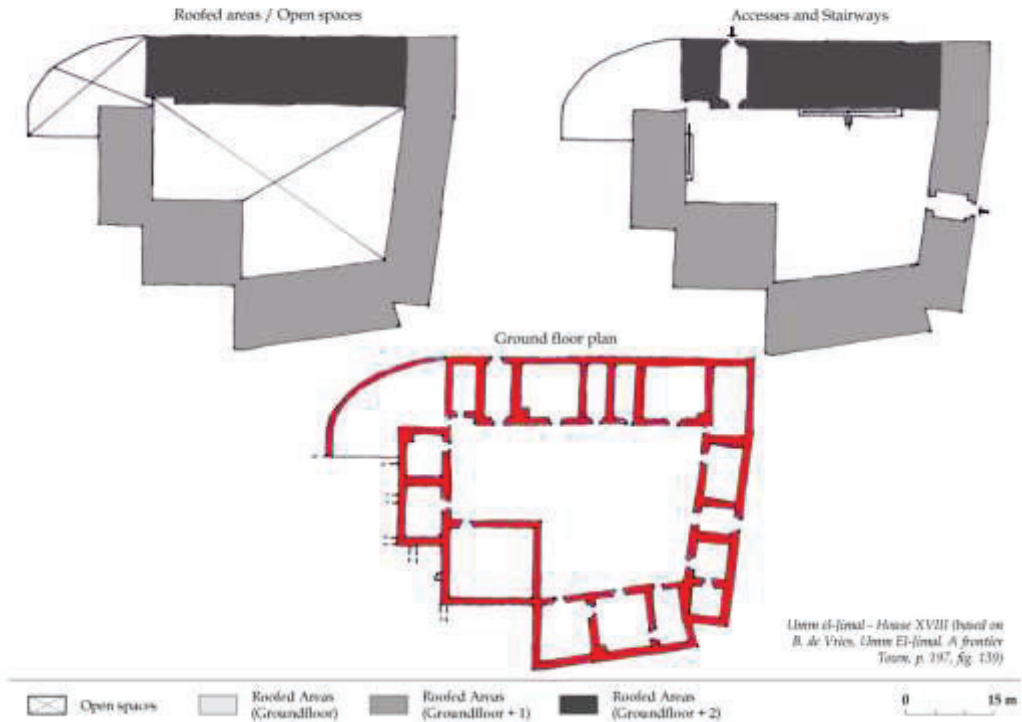 Roofed areas / Open spaces
Accesses and Stairways
Ground floor plan
Umm el-Jimal - House XVIII (based on
B. de Vries, Umm El-Jimal. A frontier
Town, p. 197, fig. 139)
Open spaces
Roofed Areas
(Groundfloor)
Roofed Areas
(Groundfloor + 1)
Roofed Areas
(Groundfloor + 2)
0 15 m